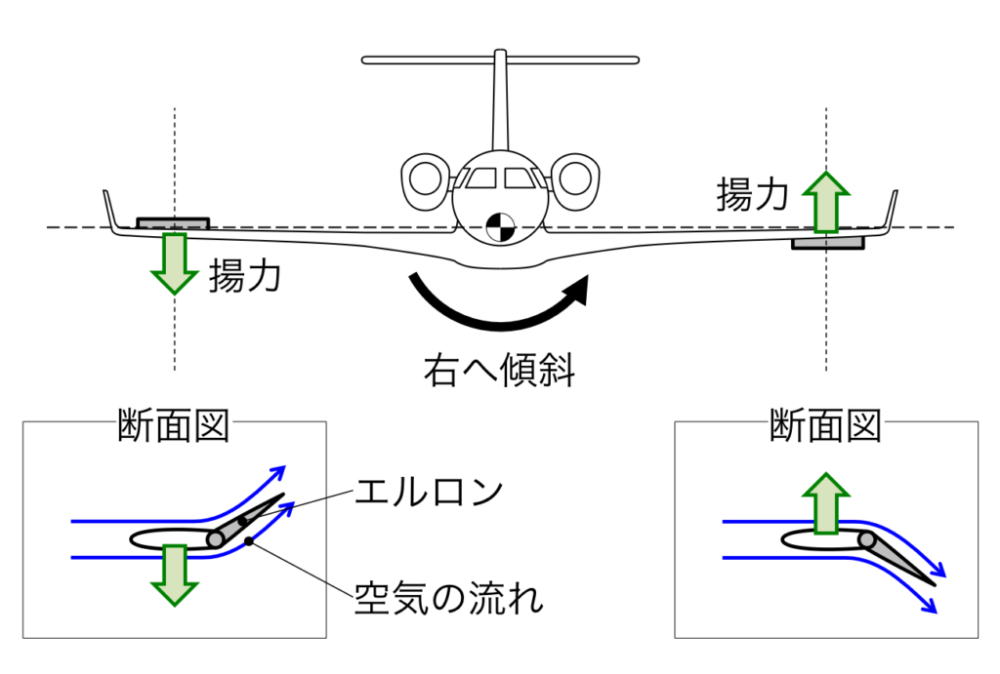 揚力
揚力
右へ傾斜
断面図
断面図
エルロン
空気の流れ